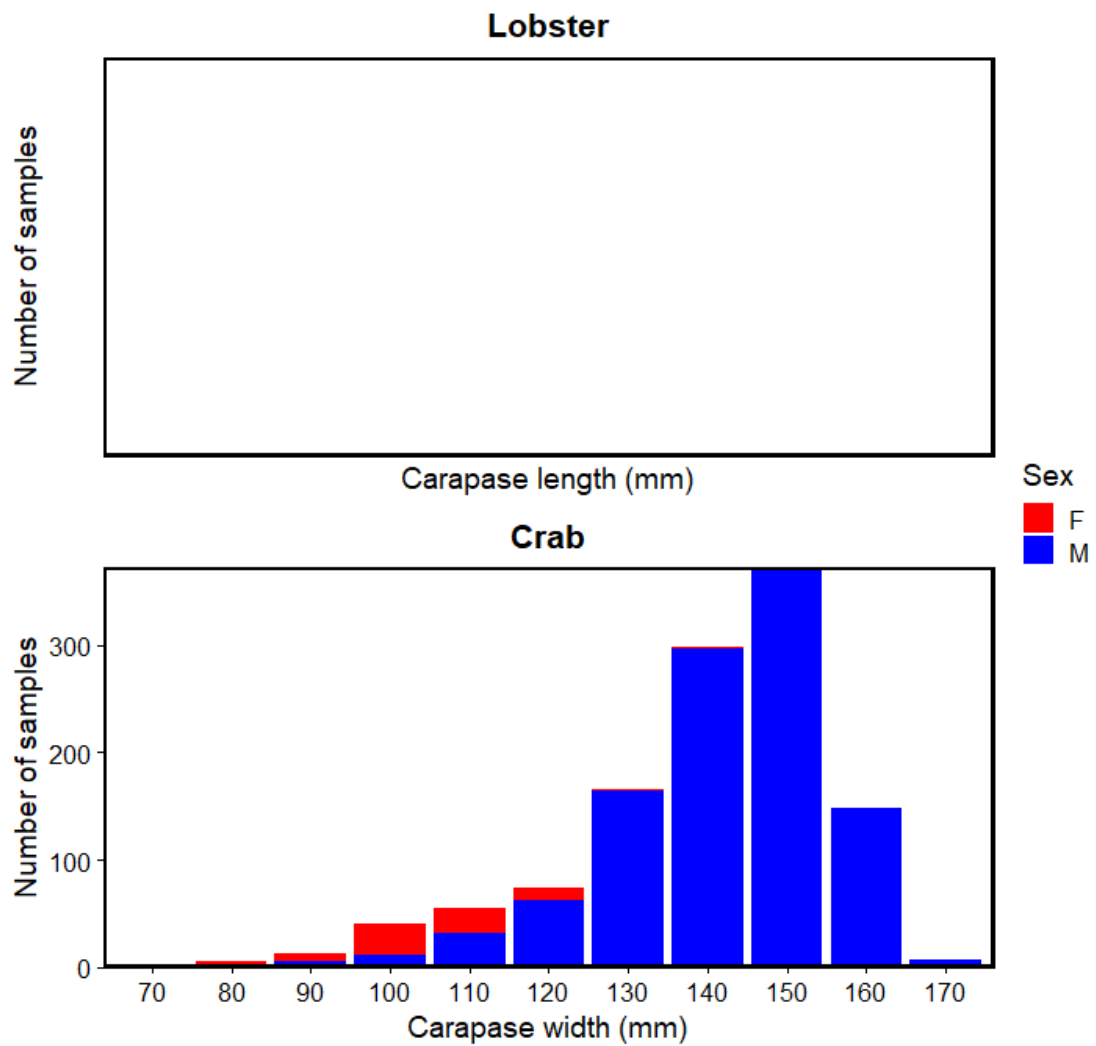 Lobster
Number of samples
Carapase length (mm)
Sex
F
M
Crab
Number of samples
300
200
100
0
70 80 90 100 110 120 130 140 150 160 170
Carapase width (mm)